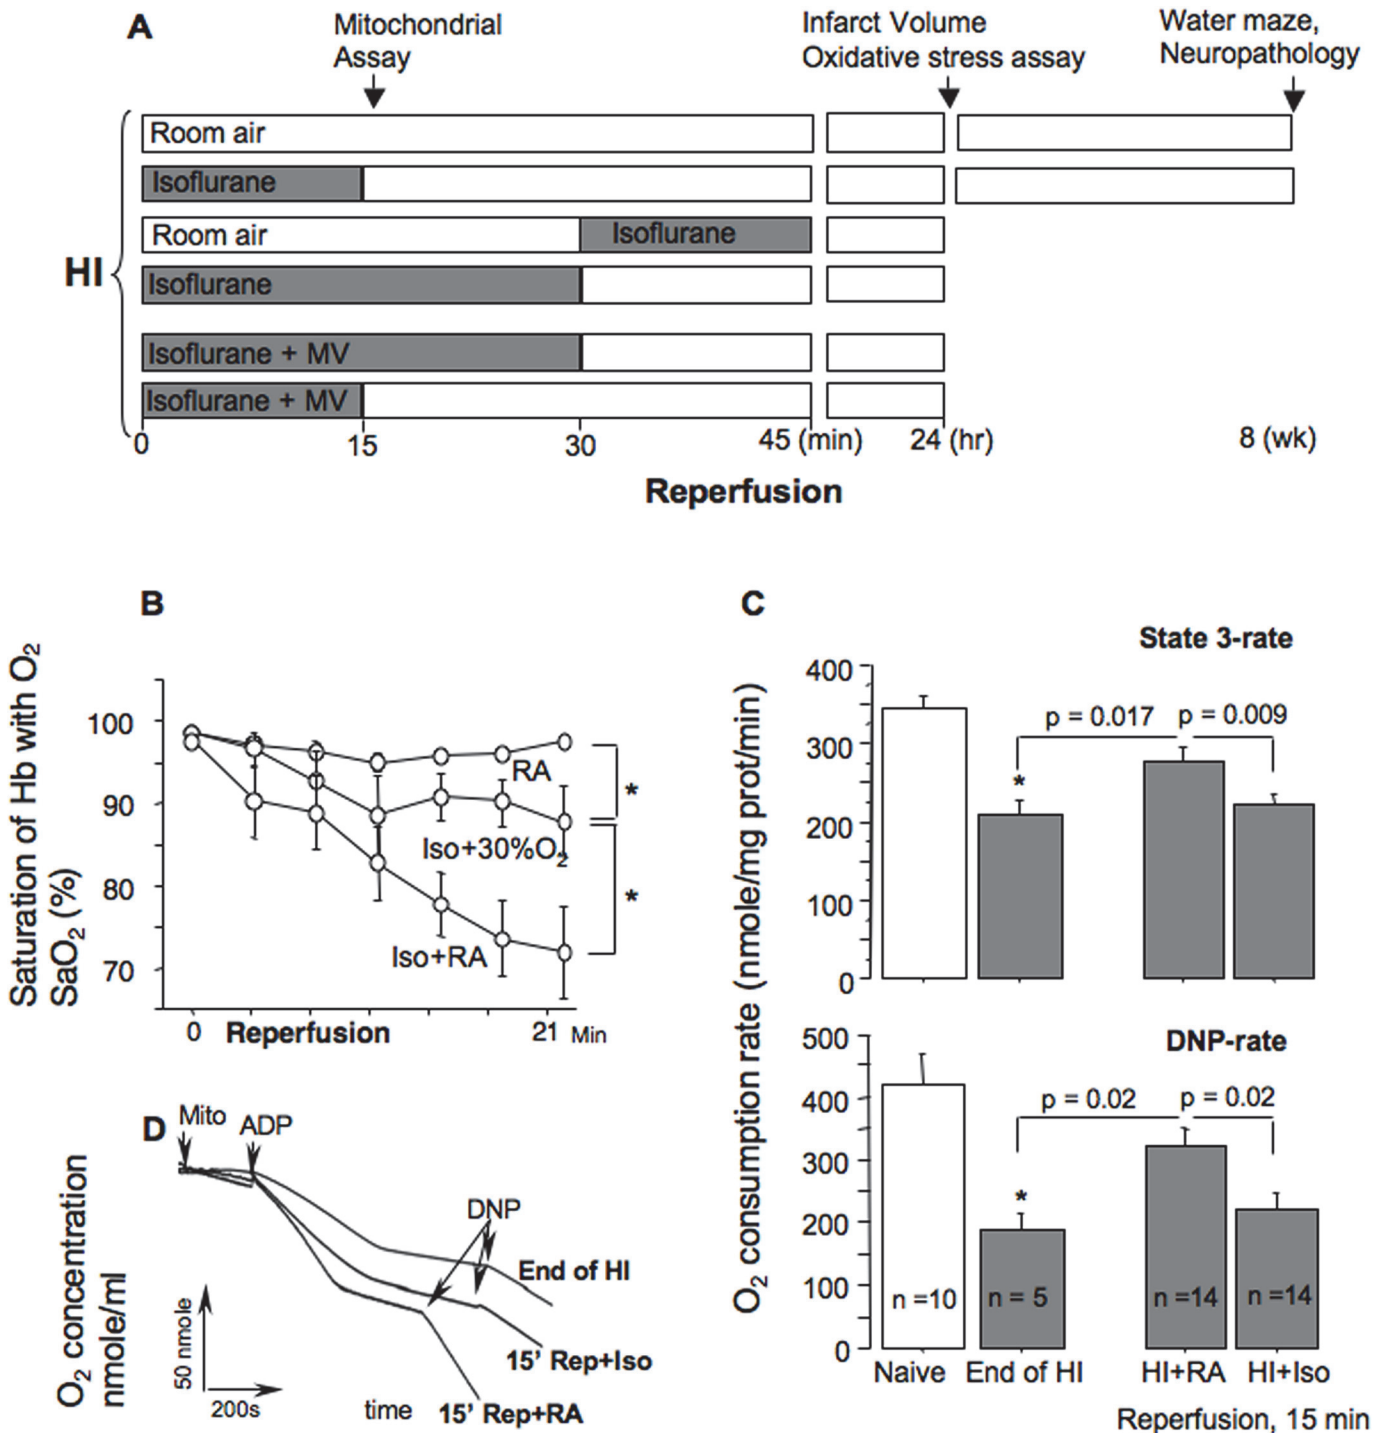 A
Mitochondrial
Assay
Infarct Volume
Oxidative stress assay
Water maze,
Neuropathology
HI
Room air
Isoflurane
Room air
Isoflurane
Isoflurane
Isoflurane + MV
Isoflurane + MV
0
15
30
45 (min)
24 (hr)
8 (wk)
Reperfusion
B
Saturation of Hb with O2
SaO2 (%)
100
90
80
70
RA
*
Iso+30%O2
*
Iso+RA
0
Reperfusion
21 Min
C
O2 consumption rate (nmole/mg prot/min)
State 3-rate
400
300
200
100
0
p = 0.017
p = 0.009
*
DNP-rate
500
400
300
200
100
0
p = 0.02
p = 0.02
*
n =10
n = 5
n =14
n =14
Naive
End of HI
HI+RA
HI+Iso
Reperfusion, 15 min
D
Mito
ADP
DNP
O2 concentration
nmole/ml
50 nmole
200s
time
End of HI
15’ Rep+Iso
15’ Rep+RA